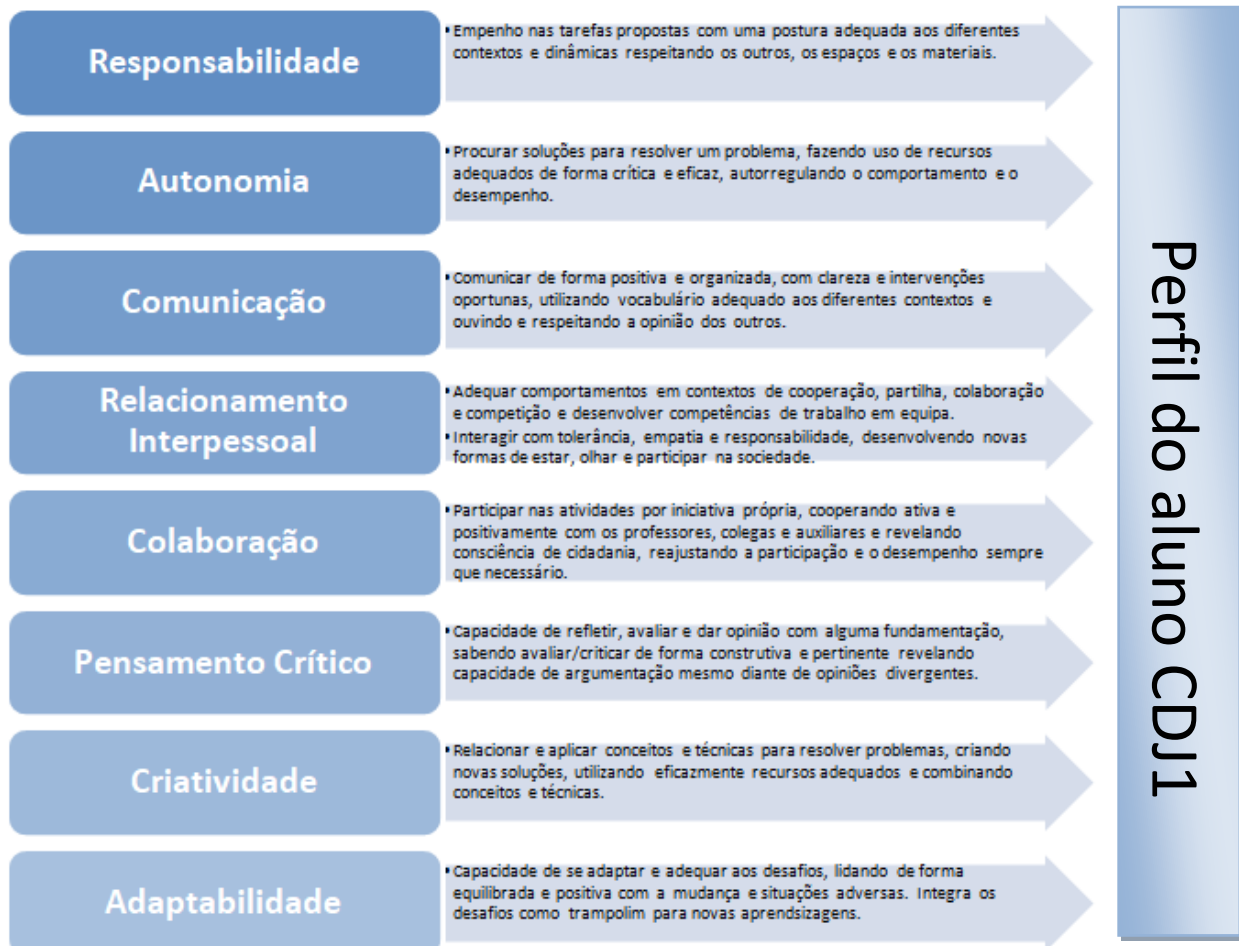 Responsabilidade
• Empenho nas tarefas propostas com uma postura adequada aos diferentes
contextos e dinâmicas respeitando os outros, os espaços e os materiais.
Autonomia
• Procurar soluções para resolver um problema, fazendo uso de recursos
adequados de forma crítica e eficaz, autorregulando o comportamento e o
desempenho.
Comunicação
• Comunicar de forma positiva e organizada, com clareza e intervenções
oportunas, utilizando vocabulário adequado aos diferentes contextos e
ouvindo e respeitando a opinião dos outros.
Relacionamento
Interpessoal
• Adequar comportamentos em contextos de cooperação, partilha, colaboração
e competição e desenvolver competências de trabalho em equipa.
• Interagir com tolerância, empatia e responsabilidade, desenvolvendo novas
formas de estar, olhar e participar na sociedade.
Colaboração
• Participar nas atividades por iniciativa própria, cooperando ativa e
positivamente com os professores, colegas e auxiliares e revelando
consciência de cidadania, reajustando a participação e o desempenho sempre
que necessário.
Pensamento Crítico
• Capacidade de refletir, avaliar e dar opinião com alguma fundamentação,
sabendo avaliar/criticar de forma construtiva e pertinente revelando
capacidade de argumentação mesmo diante de opiniões divergentes.
Criatividade
• Relacionar e aplicar conceitos e técnicas para resolver problemas, criando
novas soluções, utilizando eficazmente recursos adequados e combinando
conceitos e técnicas.
Adaptabilidade
• Capacidade de se adaptar e adequar aos desafios, lidando de forma
equilibrada e positiva com a mudança e situações adversas. Integra os
desafios como trampolim para novas aprendsizagens.
Perfil do aluno CDJ1